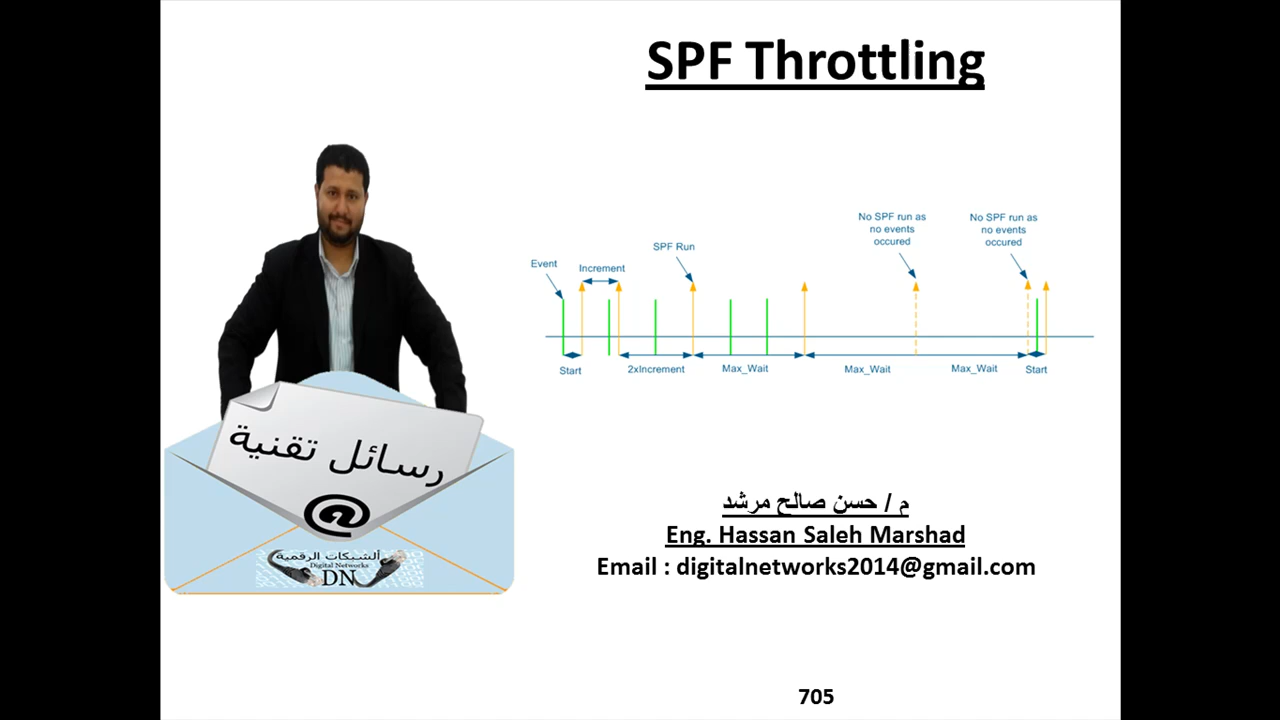 SPF Throttling
No SPF run as
no events
occured
No SPF run as
no events
occured
SPF Run
Event
Increment
Start
2xIncrement
Max_Wait
Max_Wait
Max_Wait
Start
رسائل تقنية
@
الشبكات الرقمية
Digital Networks
DN
م / حسن صالح مرشد
Eng. Hassan Saleh Marshad
Email : digitalnetworks2014@gmail.com
705